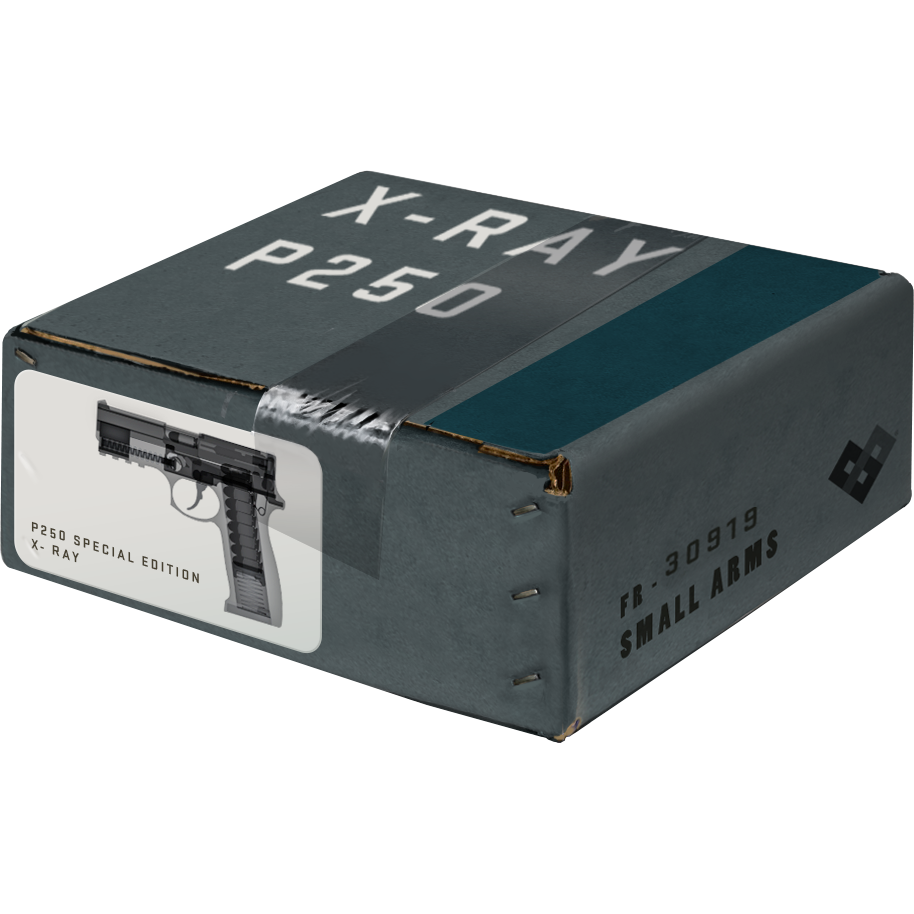 X-RAY
P250
P250 SPECIAL EDITION
X- RAY
FR-30919
SMALL ARMS